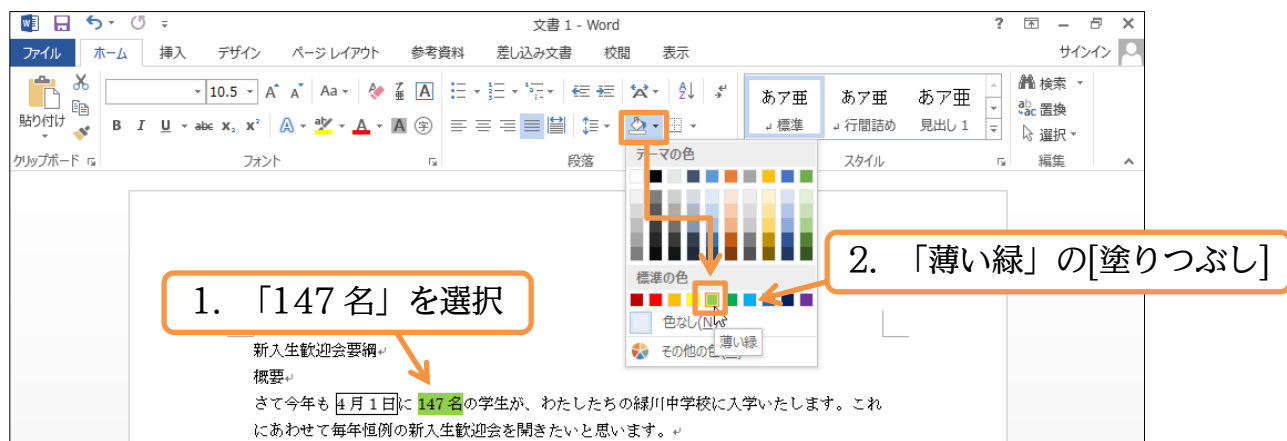 文書 1 - Word
ファイル ホーム 挿入 デザイン ページ レイアウト 参考資料 差し込み文書 校閲 表示 サインイン
10.5 A A Aa ア亜 A
検索
あア亜 あア亜 あア亜
置換
貼り付け
B I U abc X₂ X² A aby A A 字
標準 行間詰め 見出し 1
選択
クリップボード フォント 段落 スタイル 編集
テーマの色
標準の色
色なし(N)
薄い緑
その他の色
1. 「147 名」を選択
2. 「薄い緑」の[塗りつぶし]
新入生歓迎会要綱
概要
さて今年も 4 月 1 日に 147 名の学生が、わたしたちの緑川中学校に入学いたします。これ
にあわせて毎年恒例の新入生歓迎会を開きたいと思います。